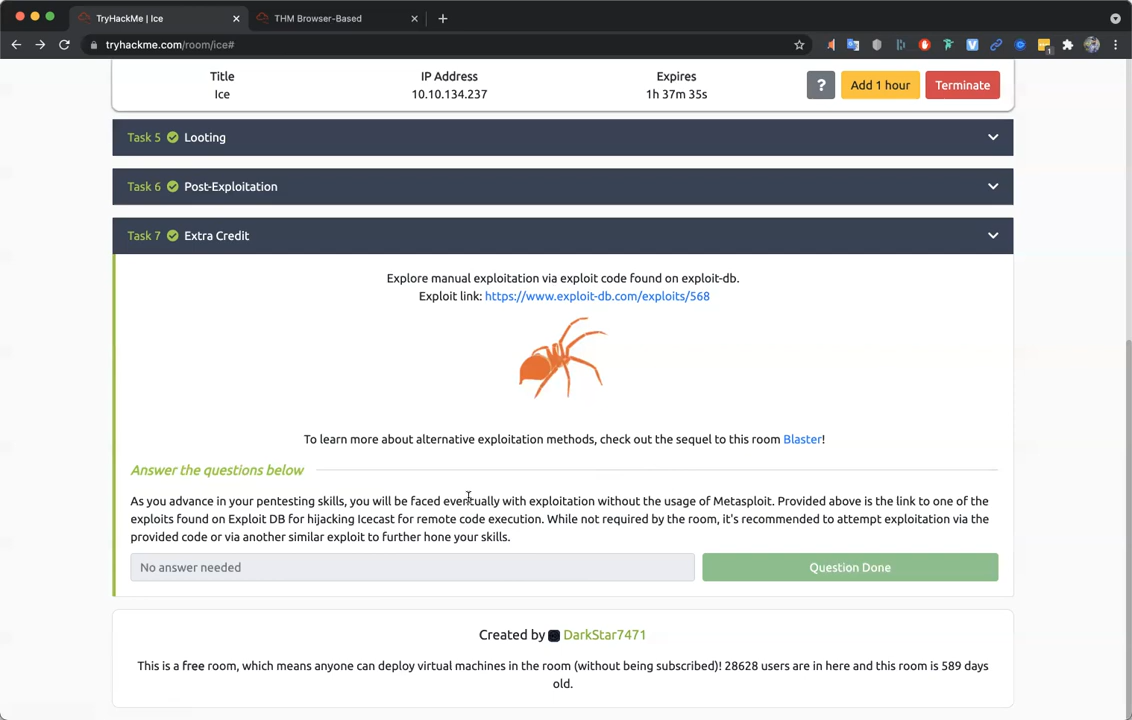 TryHackMe | Ice
THM Browser-Based
tryhackme.com/room/ice#
Title
Ice
IP Address
10.10.134.237
Expires
1h 37m 35s
?
Add 1 hour
Terminate
Task 5 Looting
Task 6 Post-Exploitation
Task 7 Extra Credit
Explore manual exploitation via exploit code found on exploit-db.
Exploit link: https://www.exploit-db.com/exploits/568
To learn more about alternative exploitation methods, check out the sequel to this room Blaster!
Answer the questions below
As you advance in your pentesting skills, you will be faced eventually with exploitation without the usage of Metasploit. Provided above is the link to one of the
exploits found on Exploit DB for hijacking Icecast for remote code execution. While not required by the room, it's recommended to attempt exploitation via the
provided code or via another similar exploit to further hone your skills.
No answer needed
Question Done
Created by DarkStar7471
This is a free room, which means anyone can deploy virtual machines in the room (without being subscribed)! 28628 users are in here and this room is 589 days
old.